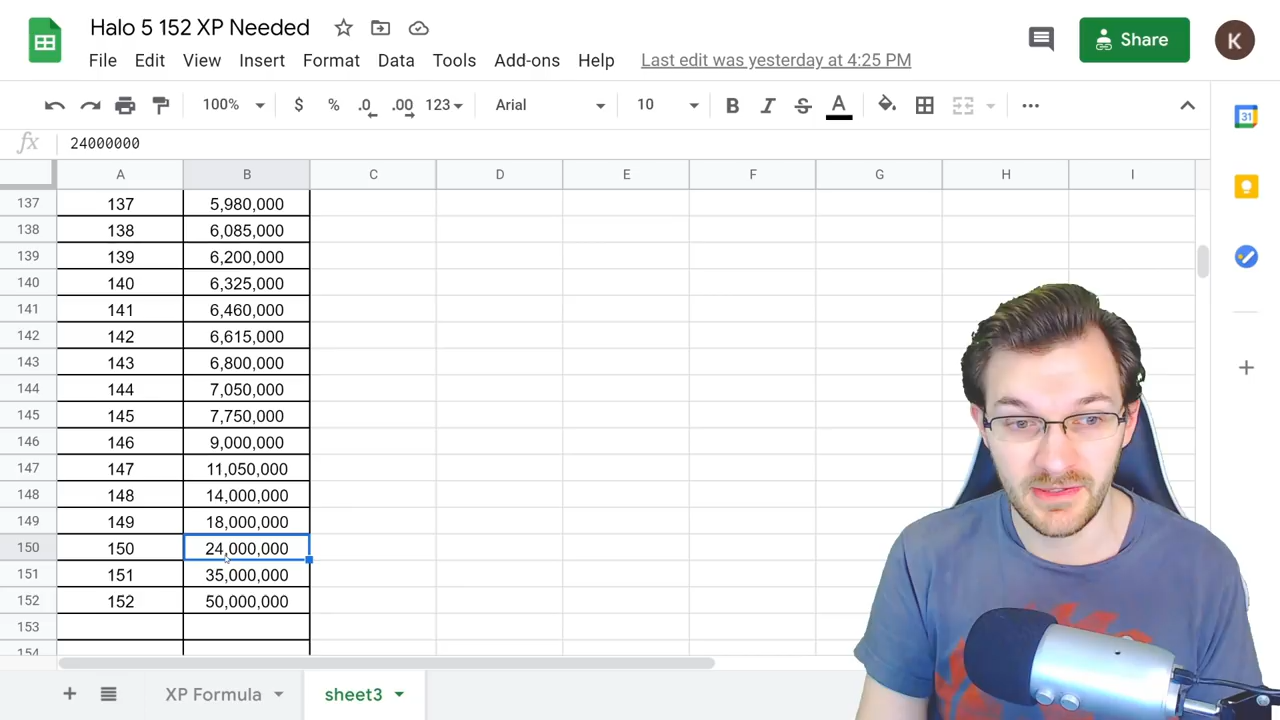 Halo 5 152 XP Needed
File Edit View Insert Format Data Tools Add-ons Help Last edit was yesterday at 4:25 PM
Share
K
100% $ % .0 .00 123 Arial 10 B I S A
fx 24000000
A B C D E F G H I
137 137 5,980,000
138 138 6,085,000
139 139 6,200,000
140 140 6,325,000
141 141 6,460,000
142 142 6,615,000
143 143 6,800,000
144 144 7,050,000
145 145 7,750,000
146 146 9,000,000
147 147 11,050,000
148 148 14,000,000
149 149 18,000,000
150 150 24,000,000
151 151 35,000,000
152 152 50,000,000
153
154
XP Formula sheet3
31